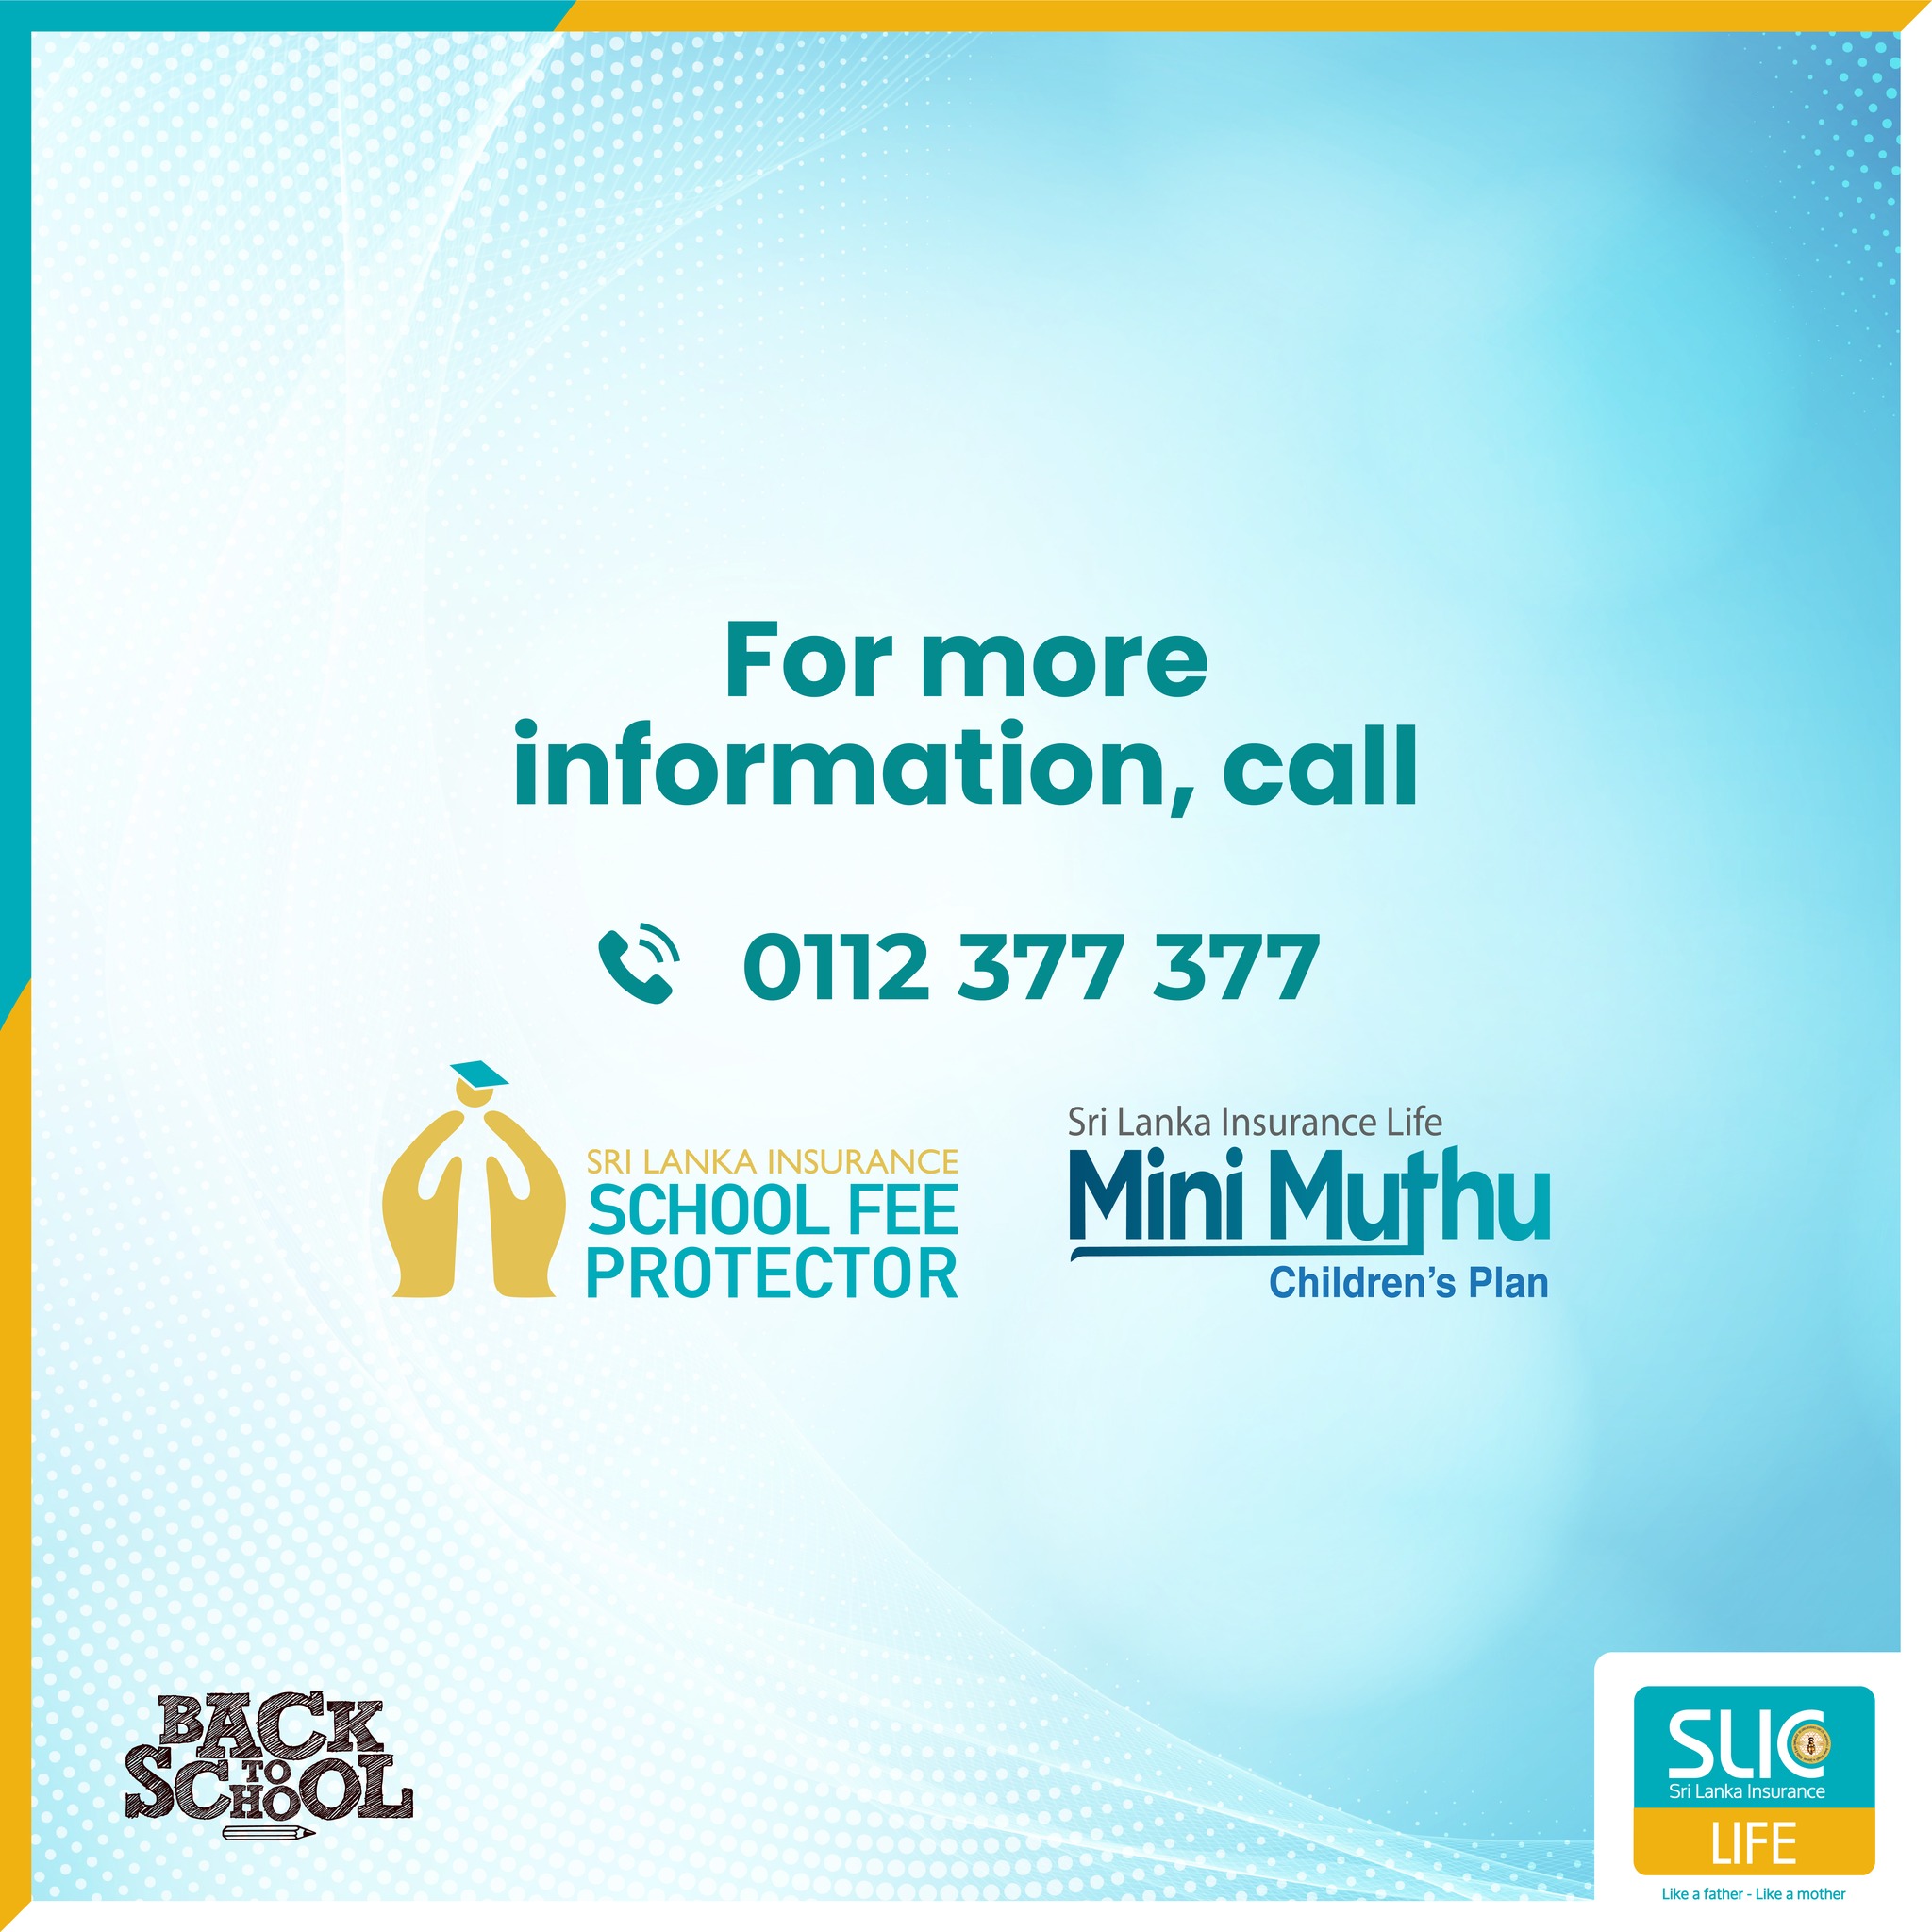 For more
information, call
0112 377 377
SRI LANKA INSURANCE
SCHOOL FEE
PROTECTOR
Sri Lanka Insurance Life
Mini Muthu
Children's Plan
BACK
TO
SCHOOL
SLIC
Sri Lanka Insurance
LIFE
Like a father - Like a mother